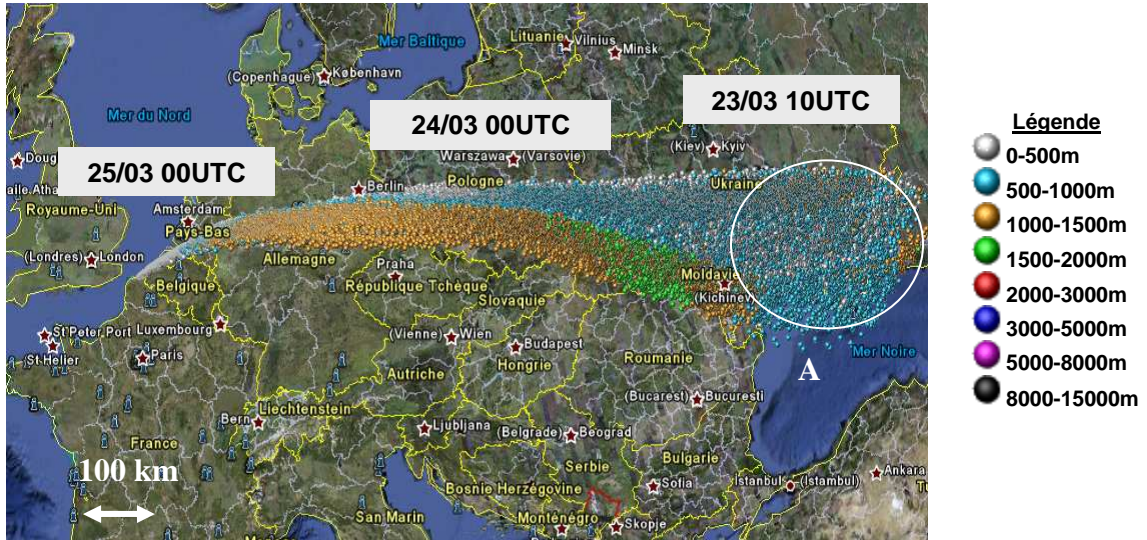 Lituanie
Vilnius
Minsk
Mer Baltique
(Copenhague)
København
Mer du Nord
23/03 10UTC
24/03 00UTC
(Kiev)
Kyiv
Warszawa
(Varsovie)
25/03 00UTC
Berlin
Pologne
Ukraine
Royaume-Uni
Amsterdam
Pays-Bas
(Londres)
London
Allemagne
Praha
Moldavie
(Kichinev)
Belgique
République Tchèque
Slovaquie
St Peter Port
Luxembourg
(Vienne)
Wien
St Helier
Paris
Budapest
Hongrie
Mer Noire
Roumanie
A
Autriche
Liechtenstein
Bern
(Bucarest)
Bucuresti
Ljubljana
(Belgrade)
Beograd
France
Bulgarie
Serbie
100 km
Ankara
Sofia
Istanbul
(Istambul)
Bosnie Herzégovine
San Marin
Monténégro
Skopje
Légende
0-500m
500-1000m
1000-1500m
1500-2000m
2000-3000m
3000-5000m
5000-8000m
8000-15000m